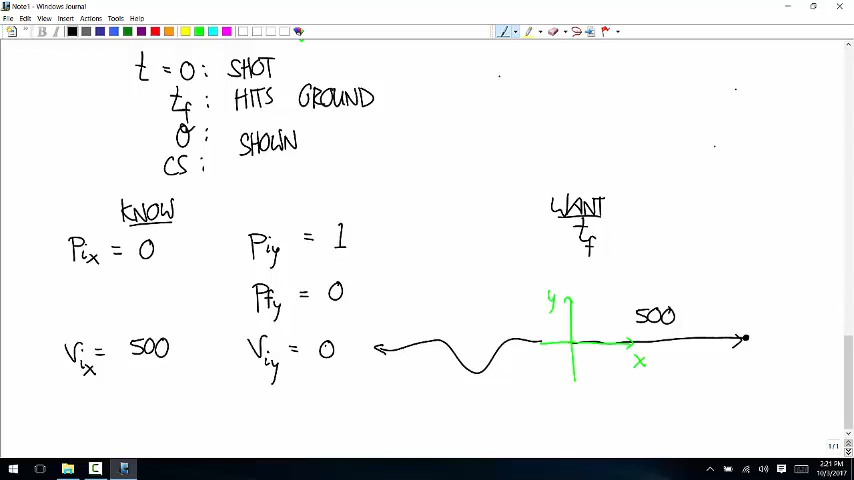 Note1 - Windows Journal
File Edit View Insert Actions Tools Help
B I
t = 0 : SHOT
tf : HITS GROUND
O : SHOWN
CS :
KNOW
WANT
Pix = 0
Piy = 1
tf
Pfy = 0
y
500
Vix = 500
Viy = 0
x
1/1
2:21 PM
10/3/2017